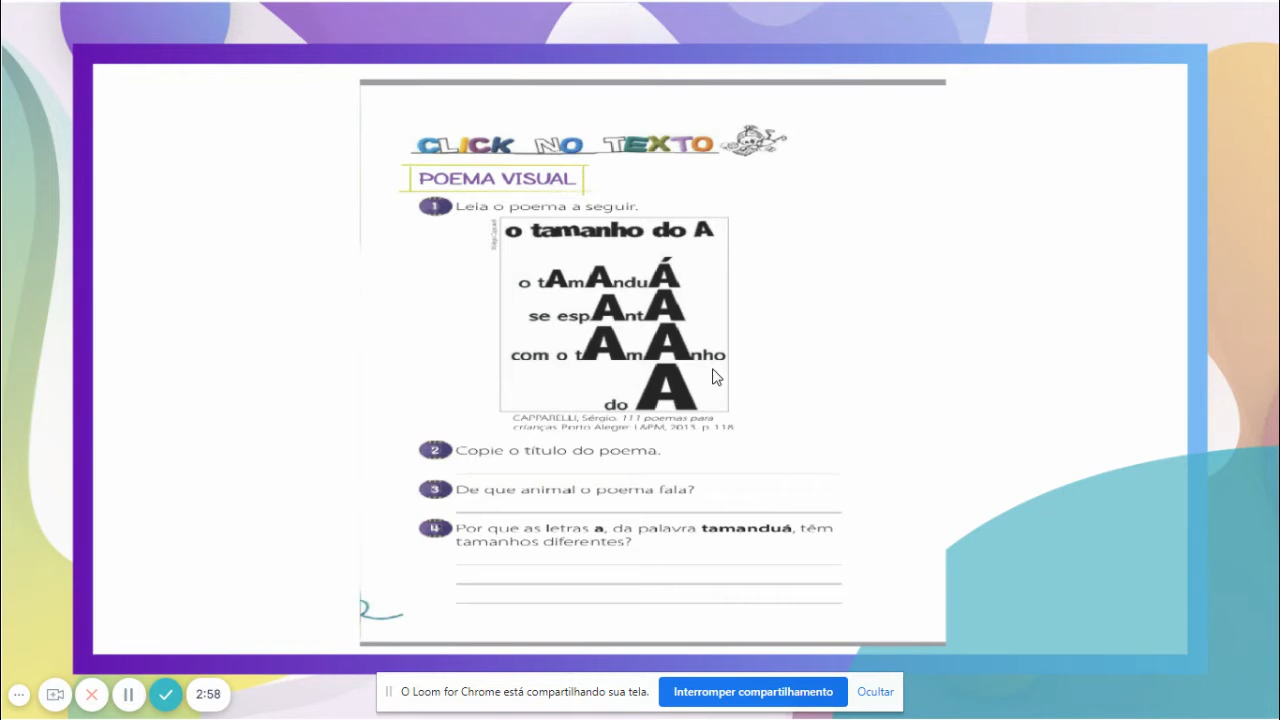 CLICK NO TEXTO
POEMA VISUAL
1 Leia o poema a seguir.
o tamanho do A
o tAmAnduÁ
se espAntA
com o tAmAnho
do A
CAPPARELLI, Sérgio. 111 poemas para
crianças. Porto Alegre: L&PM, 2013. p. 118
2 Copie o título do poema.
3 De que animal o poema fala?
4 Por que as letras a, da palavra tamanduá, têm
tamanhos diferentes?
2:58
O Loom for Chrome está compartilhando sua tela.
Interromper compartilhamento
Ocultar